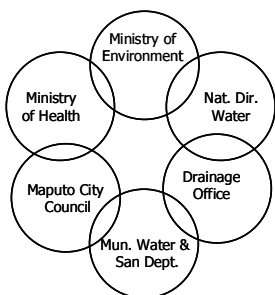 Ministry of
Environment
Ministry
of Health
Nat. Dir.
Water
Maputo City
Council
Drainage
Office
Mun. Water &
San Dept.